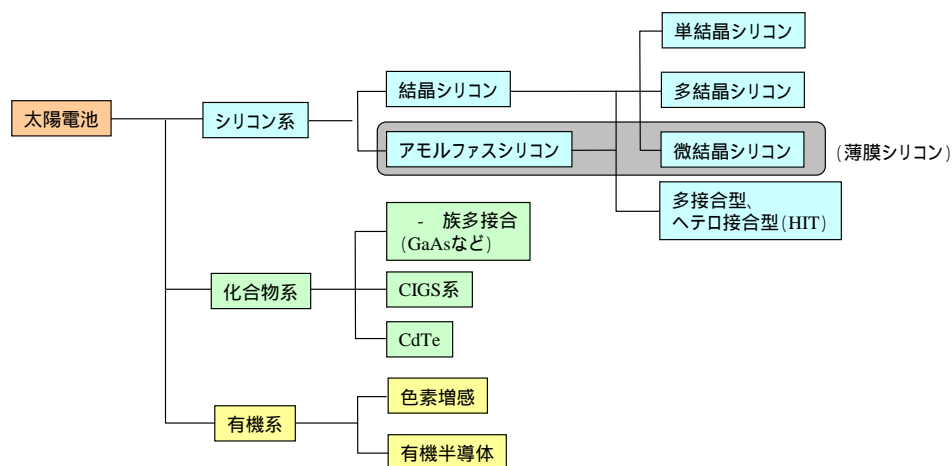 太陽電池
シリコン系
結晶シリコン
単結晶シリコン
多結晶シリコン
アモルファスシリコン
微結晶シリコン
(薄膜シリコン)
多接合型、
ヘテロ接合型(HIT)
化合物系
- 族多接合
(GaAsなど)
CIGS系
CdTe
有機系
色素増感
有機半導体